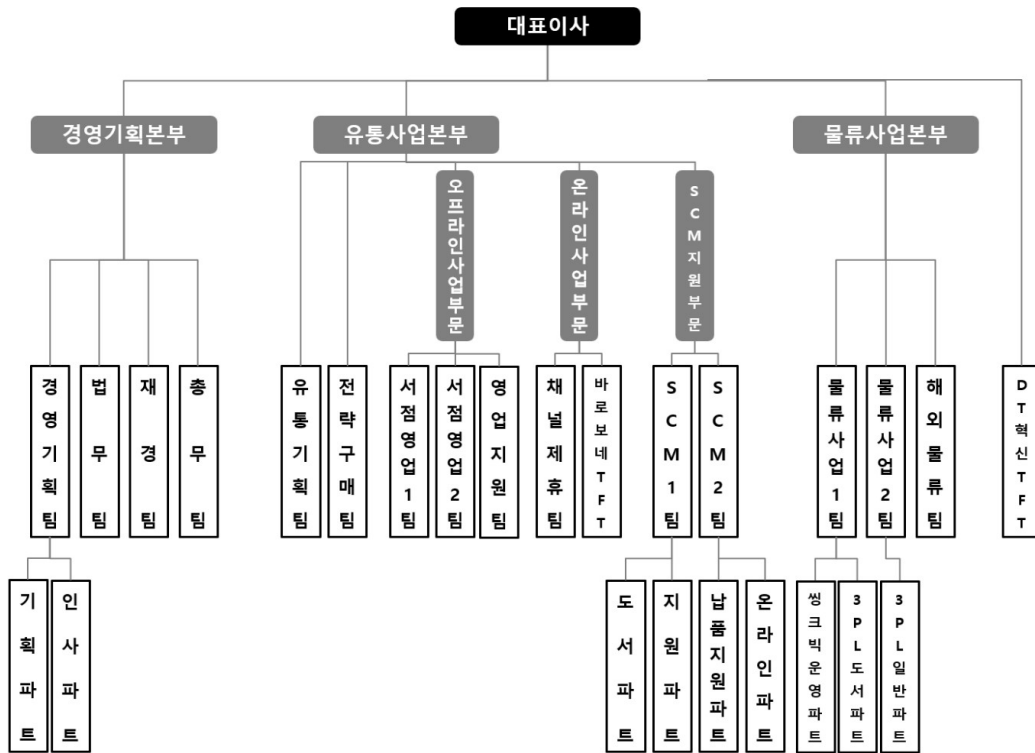 대표이사
경영기획본부
유통사업본부
물류사업본부
오프라인사업부문
온라인사업부문
SCM지원부문
경영기획팀
법무팀
재경팀
총무팀
유통기획팀
전략구매팀
서점영업1팀
서점영업2팀
영업지원팀
채널제휴팀
바로보네TFT
SCM1팀
SCM2팀
물류사업1팀
물류사업2팀
해외물류팀
DT혁신TFT
기획파트
인사파트
도서파트
지원파트
납품지원파트
온라인파트
씽크빅운영파트
3PL도서파트
3PL일반파트